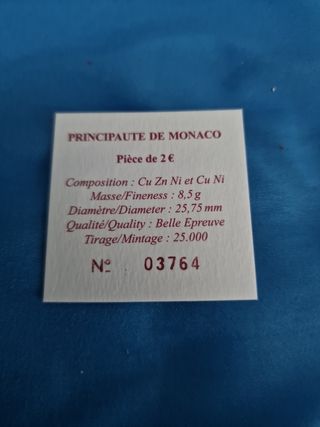 PRINCIPAUTE DE MONACO
Pièce de 2 €
Composition : Cu Zn Ni et Cu Ni
Masse/Fineness : 8,5 g
Diamètre/Diameter : 25,75 mm
Qualité/Quality : Belle Epreuve
Tirage/Mintage : 25.000
Nº 03764